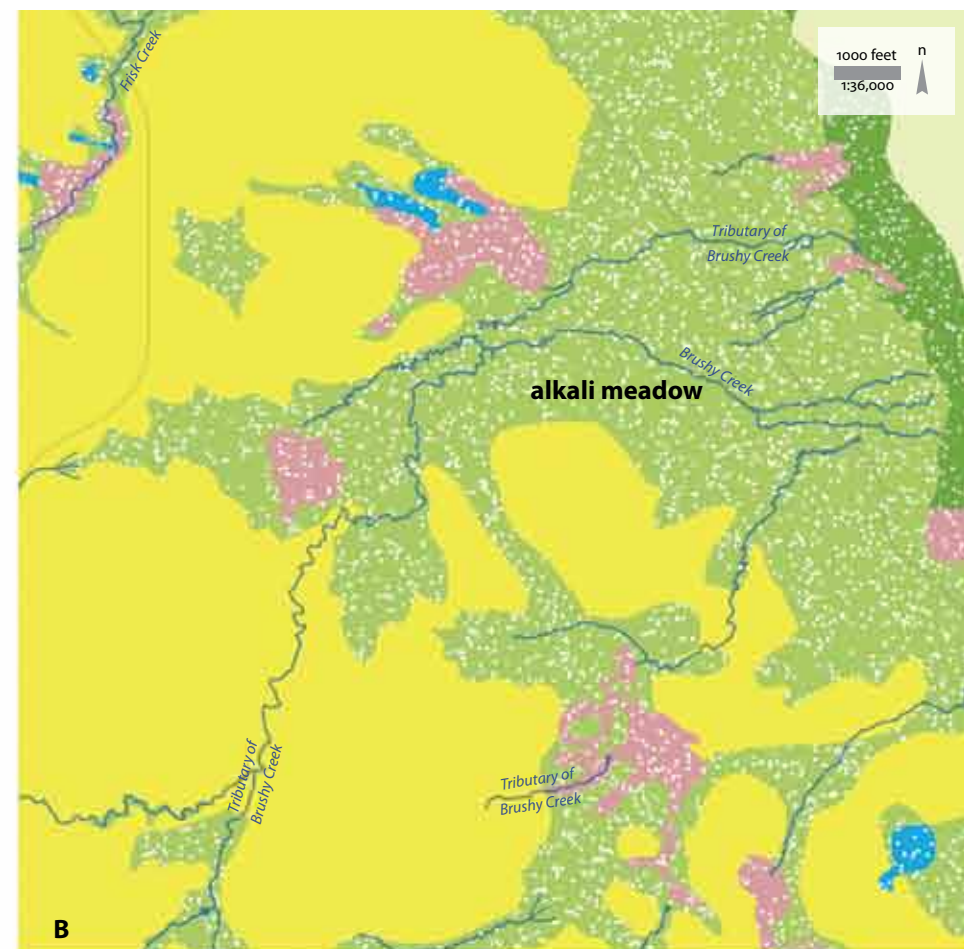 1000 feet
n
1:36,000
Frisk Creek
Tributary of
Brushy Creek
Brushy Creek
alkali meadow
Tributary of
Brushy Creek
Tributary of
Brushy Creek
B